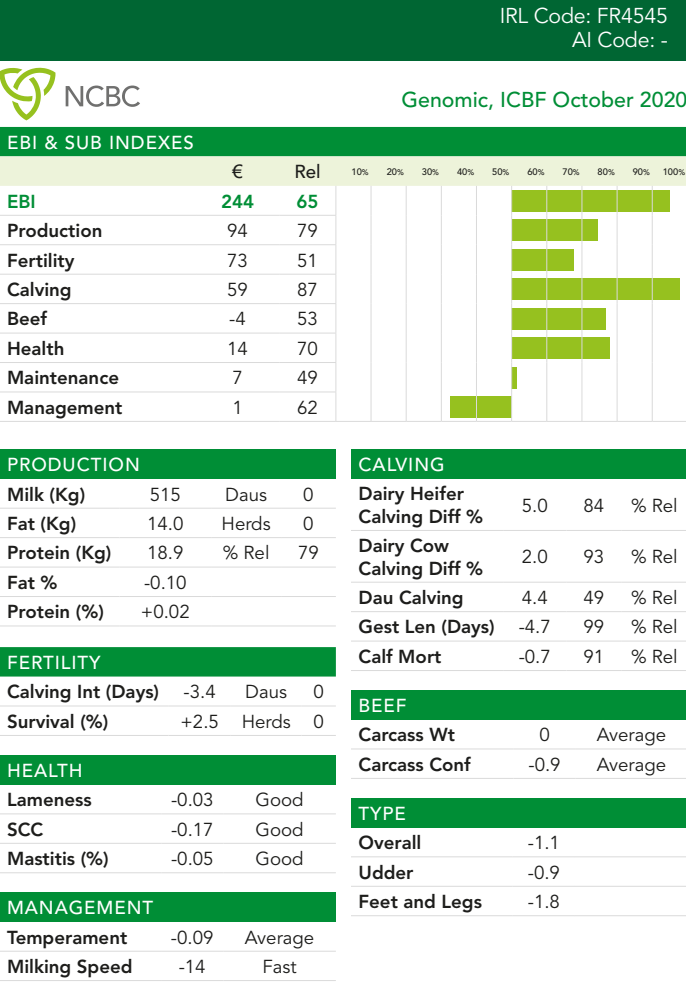 IRL Code: FR4545
AI Code: -
NCBC
Genomic, ICBF October 2020
EBI & SUB INDEXES
€ Rel 10% 20% 30% 40% 50% 60% 70% 80% 90% 100%
EBI 244 65
Production 94 79
Fertility 73 51
Calving 59 87
Beef -4 53
Health 14 70
Maintenance 7 49
Management 1 62
PRODUCTION
Milk (Kg) 515 Daus 0
Fat (Kg) 14.0 Herds 0
Protein (Kg) 18.9 % Rel 79
Fat % -0.10
Protein (%) +0.02
FERTILITY
Calving Int (Days) -3.4 Daus 0
Survival (%) +2.5 Herds 0
HEALTH
Lameness -0.03 Good
SCC -0.17 Good
Mastitis (%) -0.05 Good
MANAGEMENT
Temperament -0.09 Average
Milking Speed -14 Fast
CALVING
Dairy Heifer
Calving Diff % 5.0 84 % Rel
Dairy Cow
Calving Diff % 2.0 93 % Rel
Dau Calving 4.4 49 % Rel
Gest Len (Days) -4.7 99 % Rel
Calf Mort -0.7 91 % Rel
BEEF
Carcass Wt 0 Average
Carcass Conf -0.9 Average
TYPE
Overall -1.1
Udder -0.9
Feet and Legs -1.8